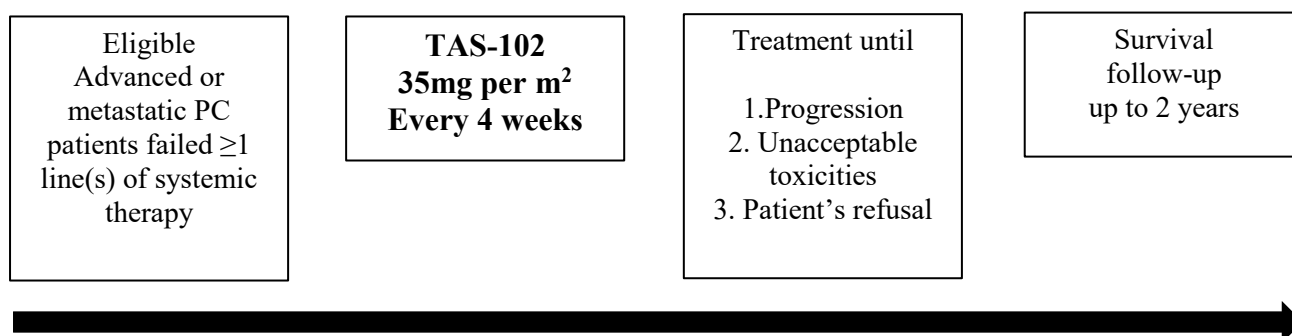 Eligible
Advanced or
metastatic PC
patients failed ≥1
line(s) of systemic
therapy
TAS-102
35mg per m²
Every 4 weeks
Treatment until
1.Progression
2. Unacceptable
toxicities
3. Patient’s refusal
Survival
follow-up
up to 2 years